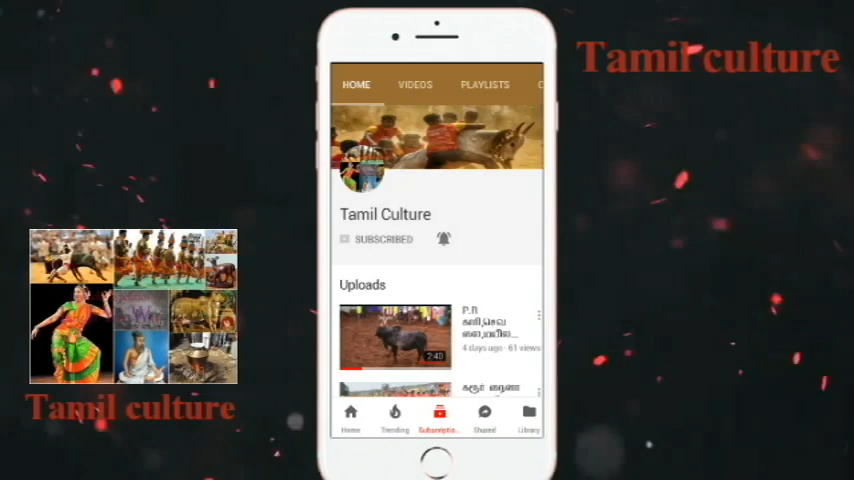 Tamil culture
HOME VIDEOS PLAYLISTS C
Tamil Culture
SUBSCRIBED
Uploads
P.R
2:40
4 days ago · 61 views
Home Trending Subscriptio... Shared Library
Tamil culture